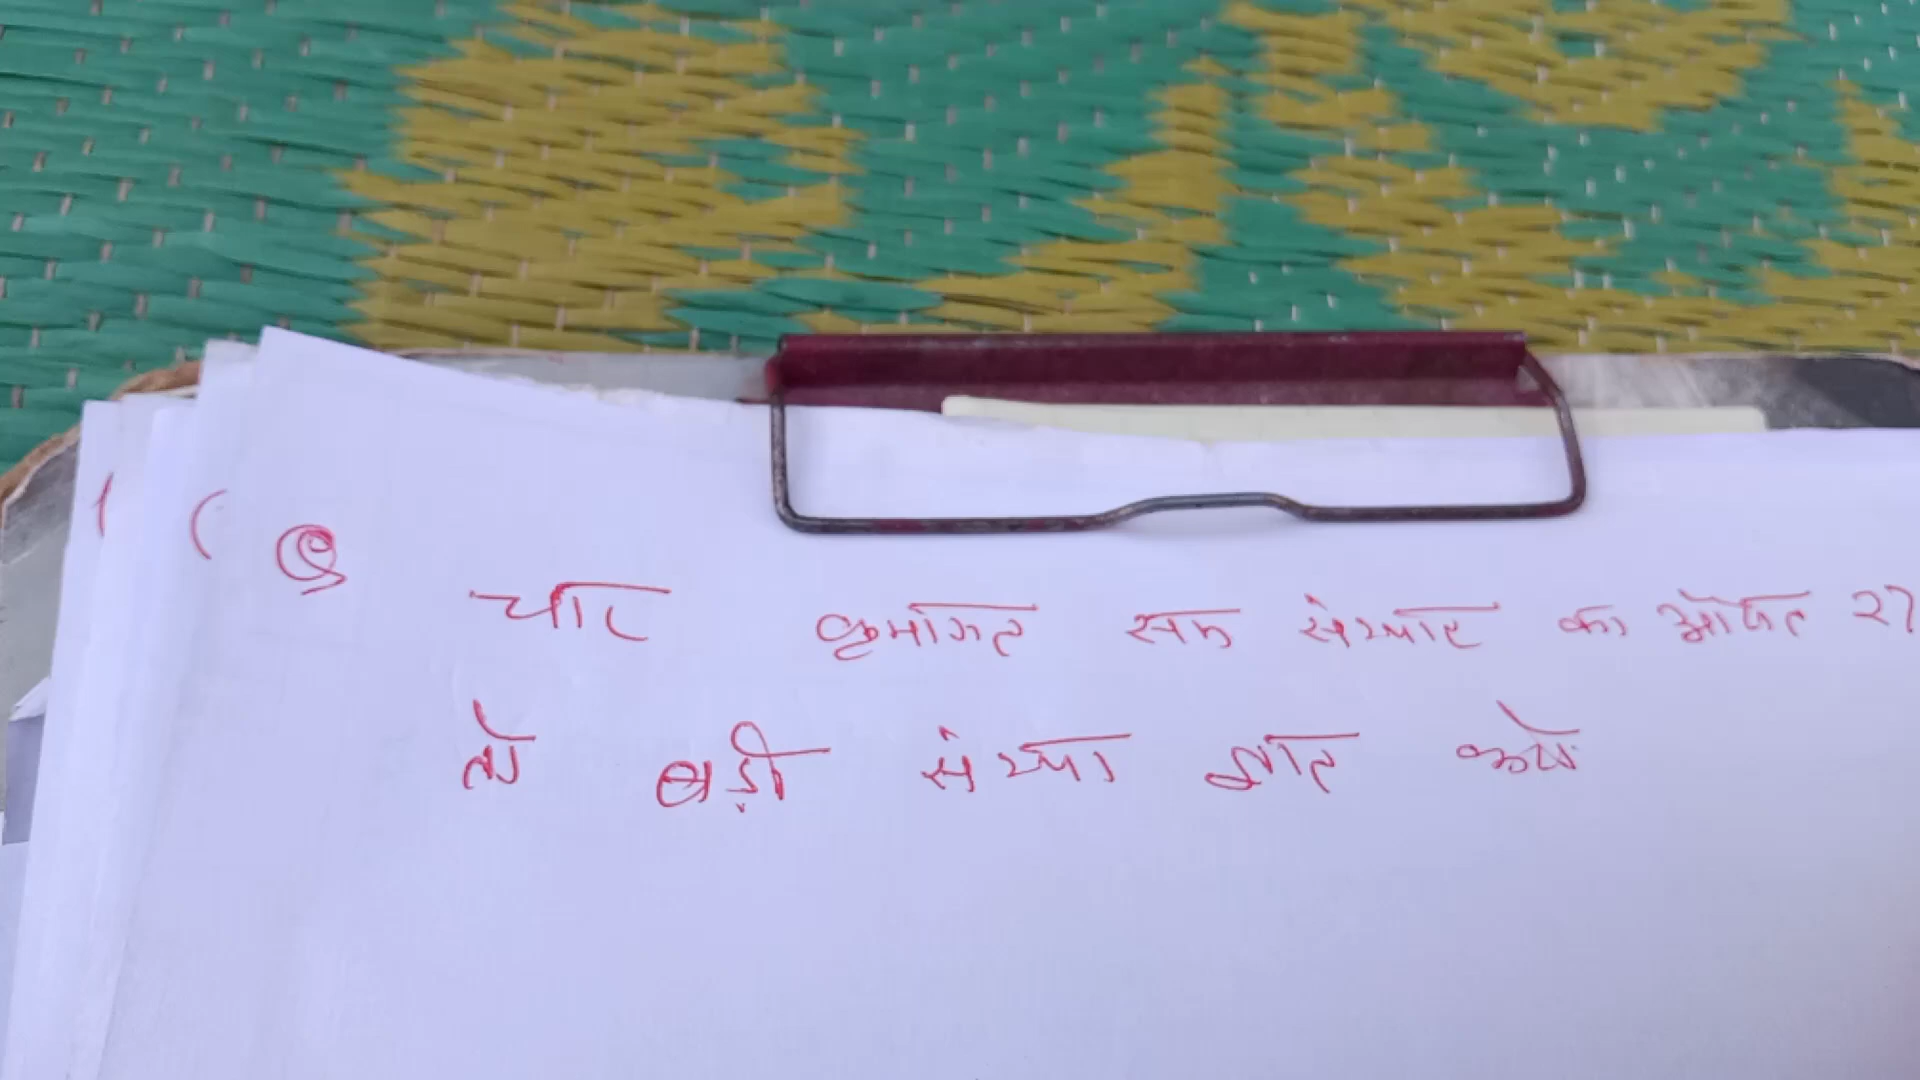 चार क्रमागत सम संख्याए का औसत 27
तो बड़ी संख्या ज्ञात करो